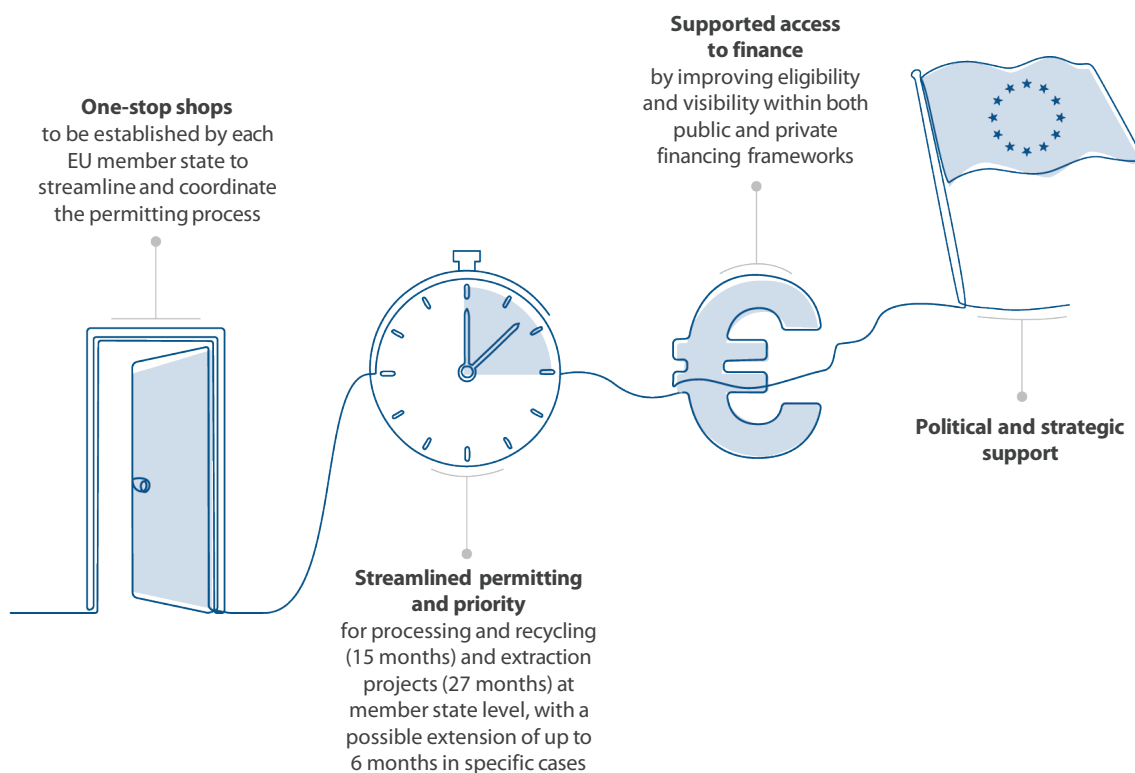 One-stop shops
to be established by each
EU member state to
streamline and coordinate
the permitting process
Streamlined permitting
and priority
for processing and recycling
(15 months) and extraction
projects (27 months) at
member state level, with a
possible extension of up to
6 months in specific cases
Supported access
to finance
by improving eligibility
and visibility within both
public and private
financing frameworks
Political and strategic
support